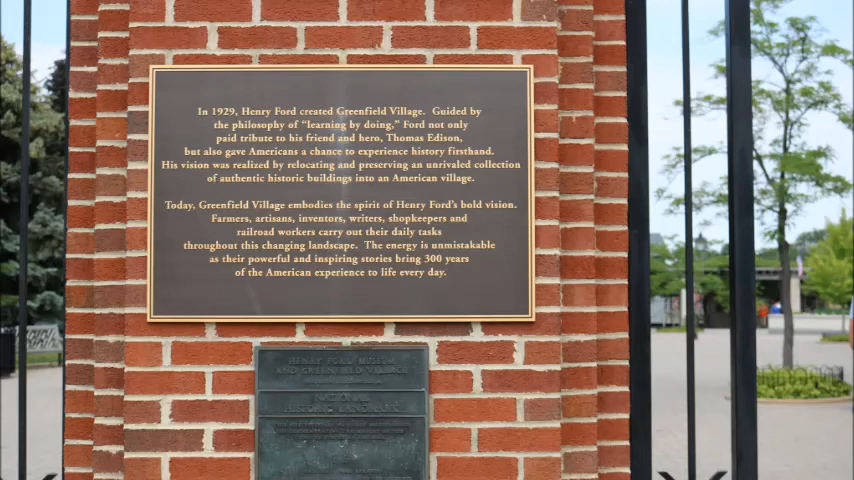 In 1929, Henry Ford created Greenfield Village. Guided by
the philosophy of “learning by doing,” Ford not only
paid tribute to his friend and hero, Thomas Edison,
but also gave Americans a chance to experience history firsthand.
His vision was realized by relocating and preserving an unrivaled collection
of authentic historic buildings into an American village.
Today, Greenfield Village embodies the spirit of Henry Ford’s bold vision.
Farmers, artisans, inventors, writers, shopkeepers and
railroad workers carry out their daily tasks
throughout this changing landscape. The energy is unmistakable
as their powerful and inspiring stories bring 300 years
of the American experience to life every day.
HENRY FORD MUSEUM
AND GREENFIELD VILLAGE
NATIONAL
HISTORIC LANDMARK